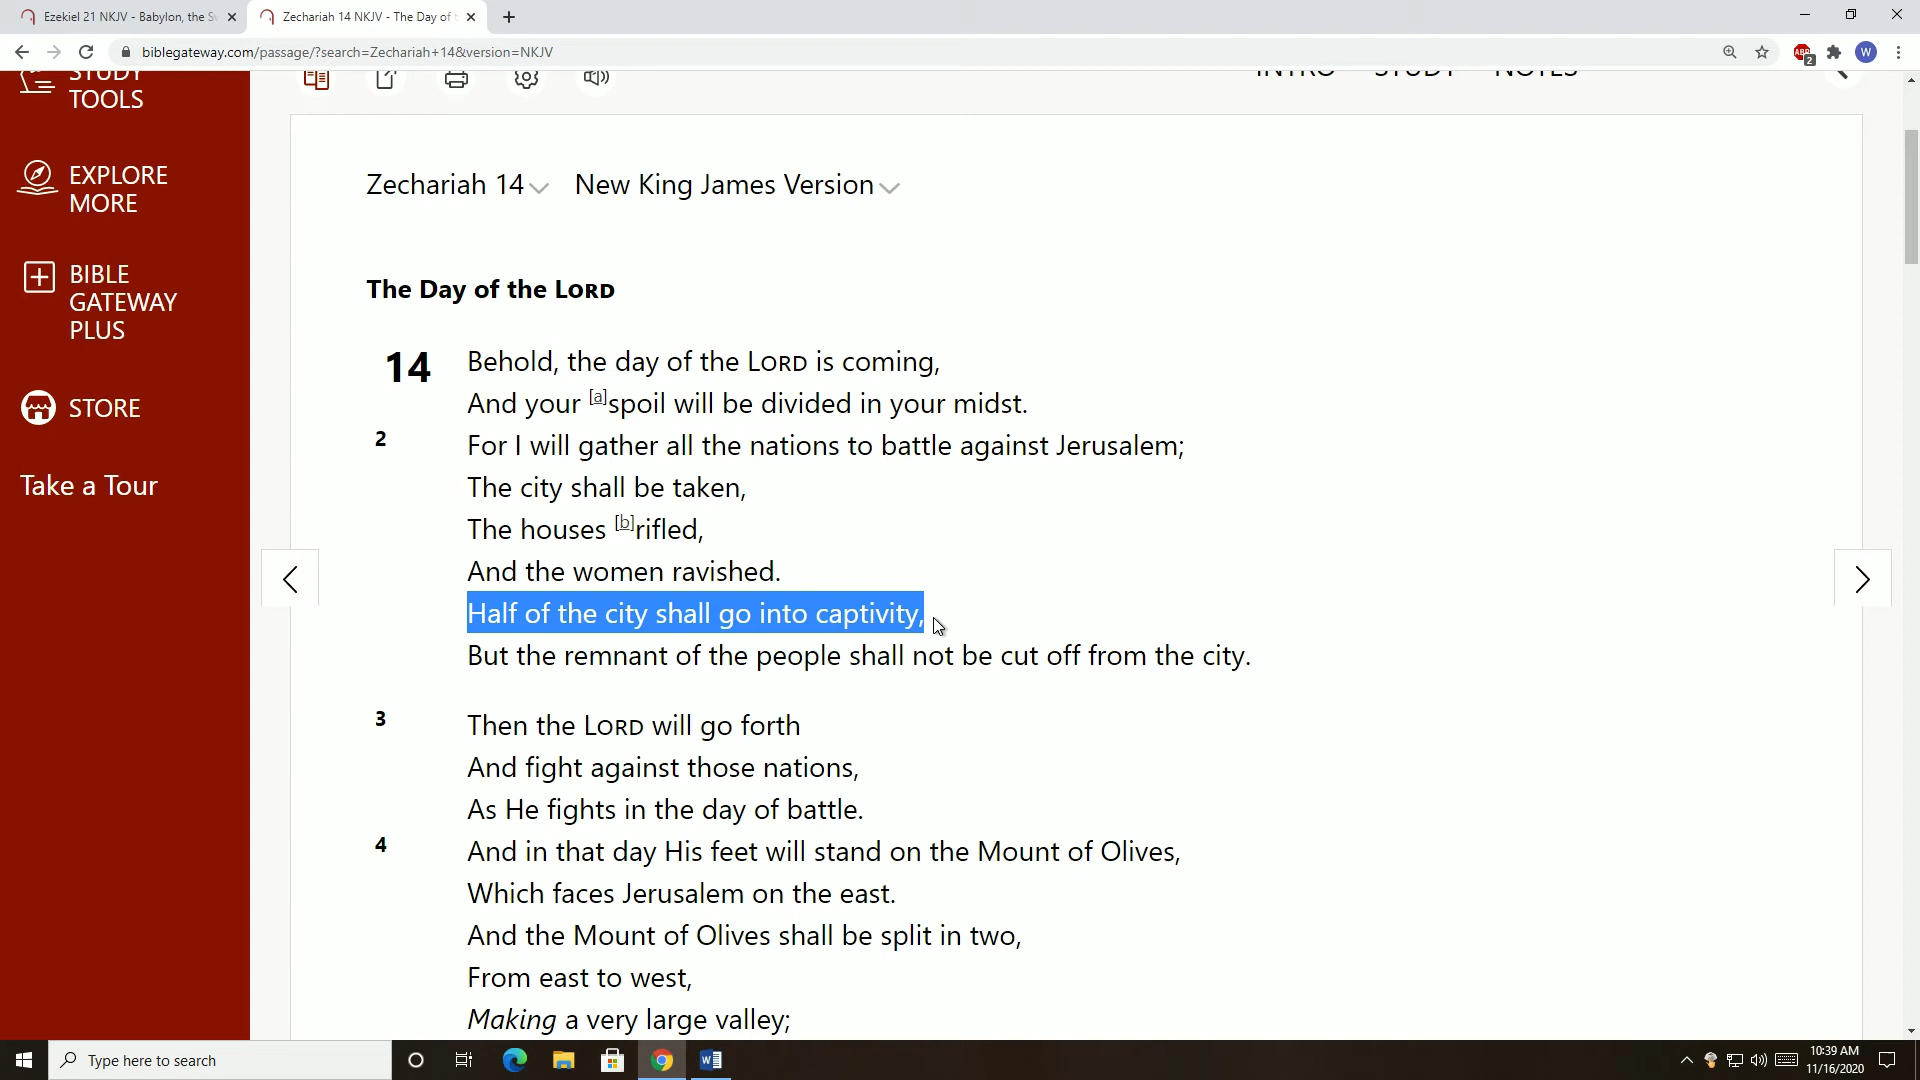 Ezekiel 21 NKJV - Babylon, the S
Zechariah 14 NKJV - The Day of t
biblegateway.com/passage/?search=Zechariah+14&version=NKJV
ABP
2
W
STUDY
TOOLS
INTRO STUDY NOTES
EXPLORE
MORE
BIBLE
GATEWAY
PLUS
STORE
Take a Tour
Zechariah 14 New King James Version
The Day of the LORD
14 Behold, the day of the LORD is coming,
And your [a]spoil will be divided in your midst.
2 For I will gather all the nations to battle against Jerusalem;
The city shall be taken,
The houses [b]rifled,
And the women ravished.
Half of the city shall go into captivity,
But the remnant of the people shall not be cut off from the city.
3 Then the LORD will go forth
And fight against those nations,
As He fights in the day of battle.
4 And in that day His feet will stand on the Mount of Olives,
Which faces Jerusalem on the east.
And the Mount of Olives shall be split in two,
From east to west,
Making a very large valley;
Type here to search
10:39 AM
11/16/2020